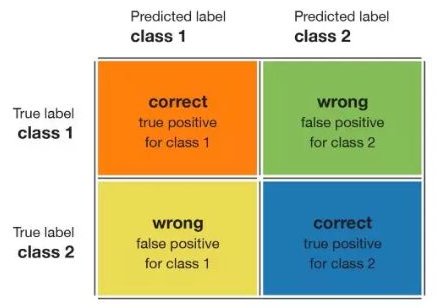 Predicted label Predicted label
class 1 class 2
True label
class 1
correct
true positive
for class 1
wrong
false positive
for class 2
True label
class 2
wrong
false positive
for class 1
correct
true positive
for class 2